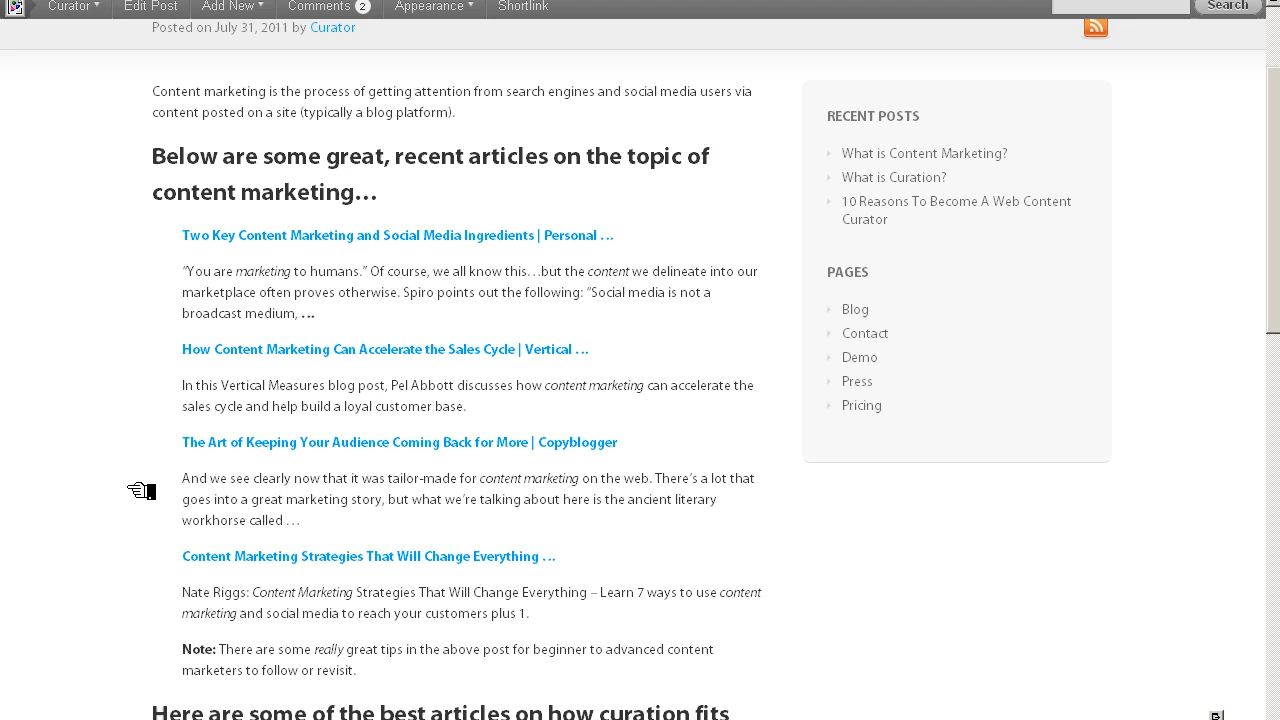 Curator Edit Post Add New Comments 2 Appearance Shortlink Search
Posted on July 31, 2011 by Curator
Content marketing is the process of getting attention from search engines and social media users via
content posted on a site (typically a blog platform).
Below are some great, recent articles on the topic of
content marketing…
Two Key Content Marketing and Social Media Ingredients | Personal …
“You are marketing to humans.” Of course, we all know this…but the content we delineate into our
marketplace often proves otherwise. Spiro points out the following: “Social media is not a
broadcast medium, …
How Content Marketing Can Accelerate the Sales Cycle | Vertical …
In this Vertical Measures blog post, Pel Abbott discusses how content marketing can accelerate the
sales cycle and help build a loyal customer base.
The Art of Keeping Your Audience Coming Back for More | Copyblogger
And we see clearly now that it was tailor-made for content marketing on the web. There’s a lot that
goes into a great marketing story, but what we’re talking about here is the ancient literary
workhorse called …
Content Marketing Strategies That Will Change Everything …
Nate Riggs: Content Marketing Strategies That Will Change Everything – Learn 7 ways to use content
marketing and social media to reach your customers plus 1.
Note: There are some really great tips in the above post for beginner to advanced content
marketers to follow or revisit.
Here are some of the best articles on how curation fits
RECENT POSTS
What is Content Marketing?
What is Curation?
10 Reasons To Become A Web Content
Curator
PAGES
Blog
Contact
Demo
Press
Pricing